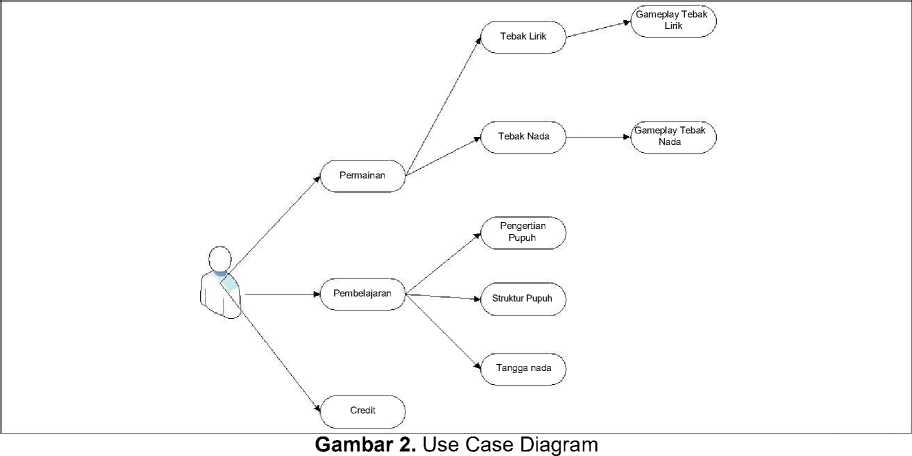 Gameplay Tebak
Lirik
Tebak Lirik
Tebak Nada
Gameplay Tebak
Nada
Permainan
Pengertian
Pupuh
Pembelajaran
Struktur Pupuh
Tangga nada
Credit
Gambar 2. Use Case Diagram